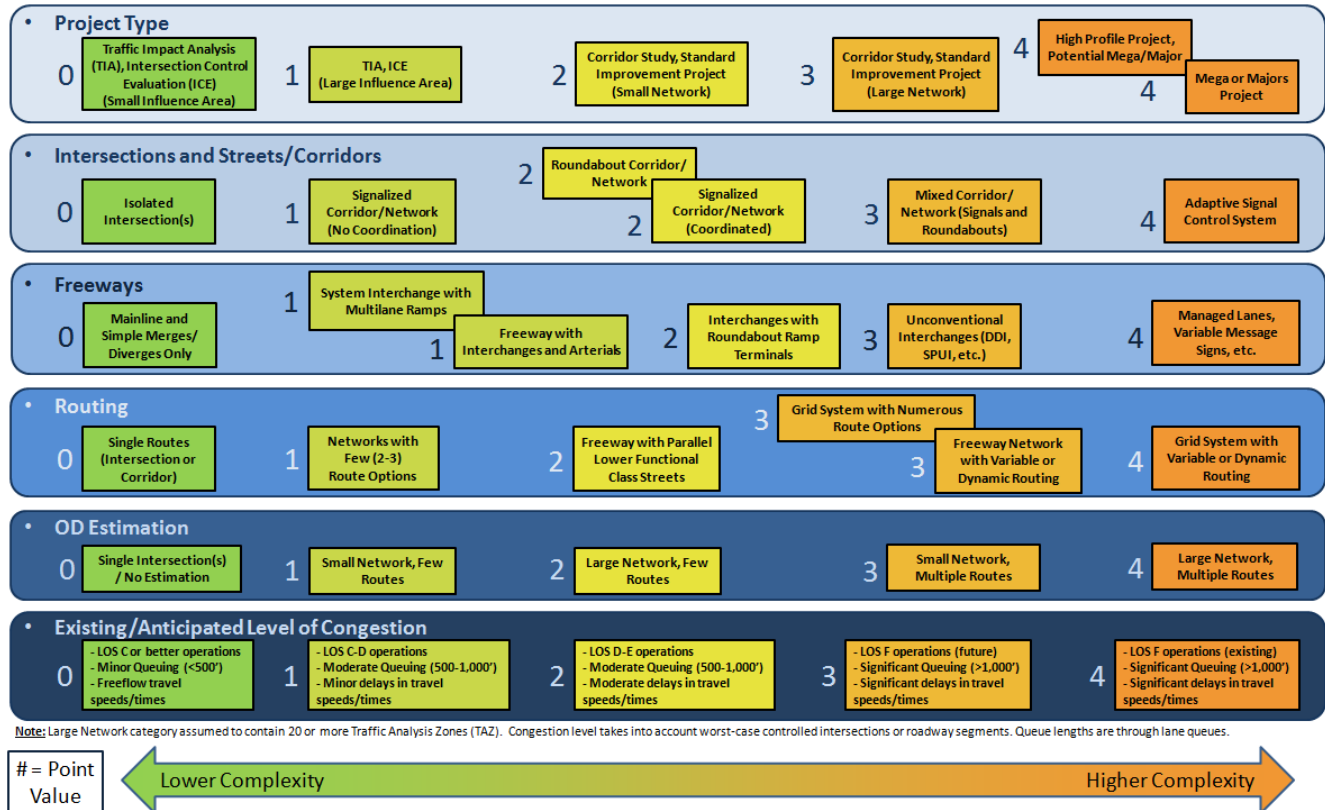 • Project Type
0
Traffic Impact Analysis
(TIA), Intersection Control
Evaluation (ICE)
(Small Influence Area)
1
TIA, ICE
(Large Influence Area)
2
Corridor Study, Standard
Improvement Project
(Small Network)
3
Corridor Study, Standard
Improvement Project
(Large Network)
4
High Profile Project,
Potential Mega/Major
4
Mega or Majors
Project
• Intersections and Streets/Corridors
0
Isolated
Intersection(s)
1
Signalized
Corridor/Network
(No Coordination)
2
Roundabout Corridor/
Network
2
Signalized
Corridor/Network
(Coordinated)
3
Mixed Corridor/
Network (Signals and
Roundabouts)
4
Adaptive Signal
Control System
• Freeways
0
Mainline and
Simple Merges/
Diverges Only
1
System Interchange with
Multilane Ramps
1
Freeway with
Interchanges and Arterials
2
Interchanges with
Roundabout Ramp
Terminals
3
Unconventional
Interchanges (DDI,
SPUI, etc.)
4
Managed Lanes,
Variable Message
Signs, etc.
• Routing
0
Single Routes
(Intersection or
Corridor)
1
Networks with
Few (2-3)
Route Options
2
Freeway with Parallel
Lower Functional
Class Streets
3
Grid System with Numerous
Route Options
3
Freeway Network
with Variable or
Dynamic Routing
4
Grid System with
Variable or Dynamic
Routing
• OD Estimation
0
Single Intersection(s)
/ No Estimation
1
Small Network, Few
Routes
2
Large Network, Few
Routes
3
Small Network,
Multiple Routes
4
Large Network,
Multiple Routes
• Existing/Anticipated Level of Congestion
0
- LOS C or better operations
- Minor Queuing (<500’)
- Freeflow travel
speeds/times
1
- LOS C-D operations
- Moderate Queuing (500-1,000’)
- Minor delays in travel
speeds/times
2
- LOS D-E operations
- Moderate Queuing (500-1,000’)
- Moderate delays in travel
speeds/times
3
- LOS F operations (future)
- Significant Queuing (>1,000’)
- Significant delays in travel
speeds/times
4
- LOS F operations (existing)
- Significant Queuing (>1,000’)
- Significant delays in travel
speeds/times
Note: Large Network category assumed to contain 20 or more Traffic Analysis Zones (TAZ). Congestion level takes into account worst-case controlled intersections or roadway segments. Queue lengths are through lane queues.
# = Point
Value
Lower Complexity
Higher Complexity